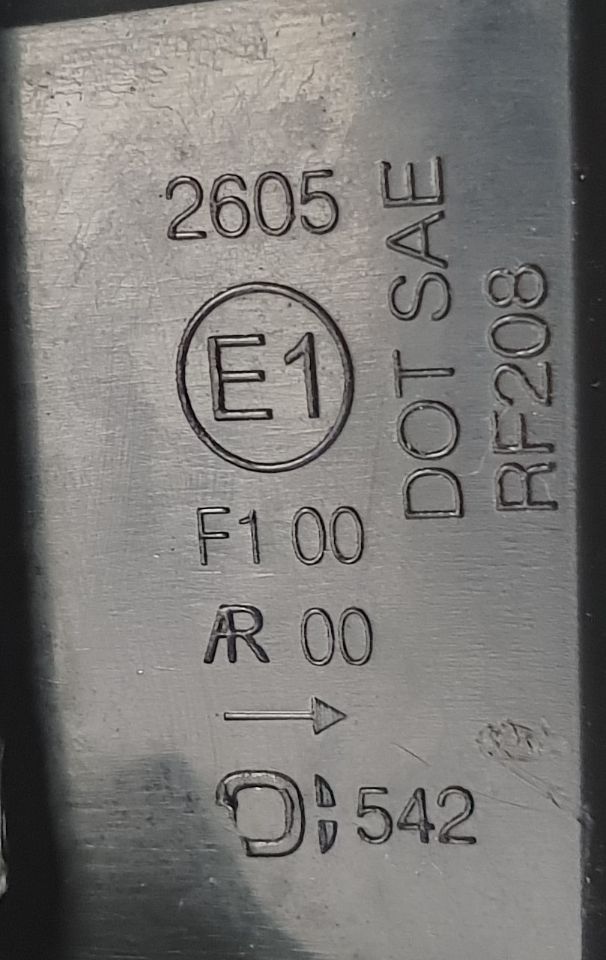 2605
E1
F1 00
AR 00
542
DOT SAE
RF208